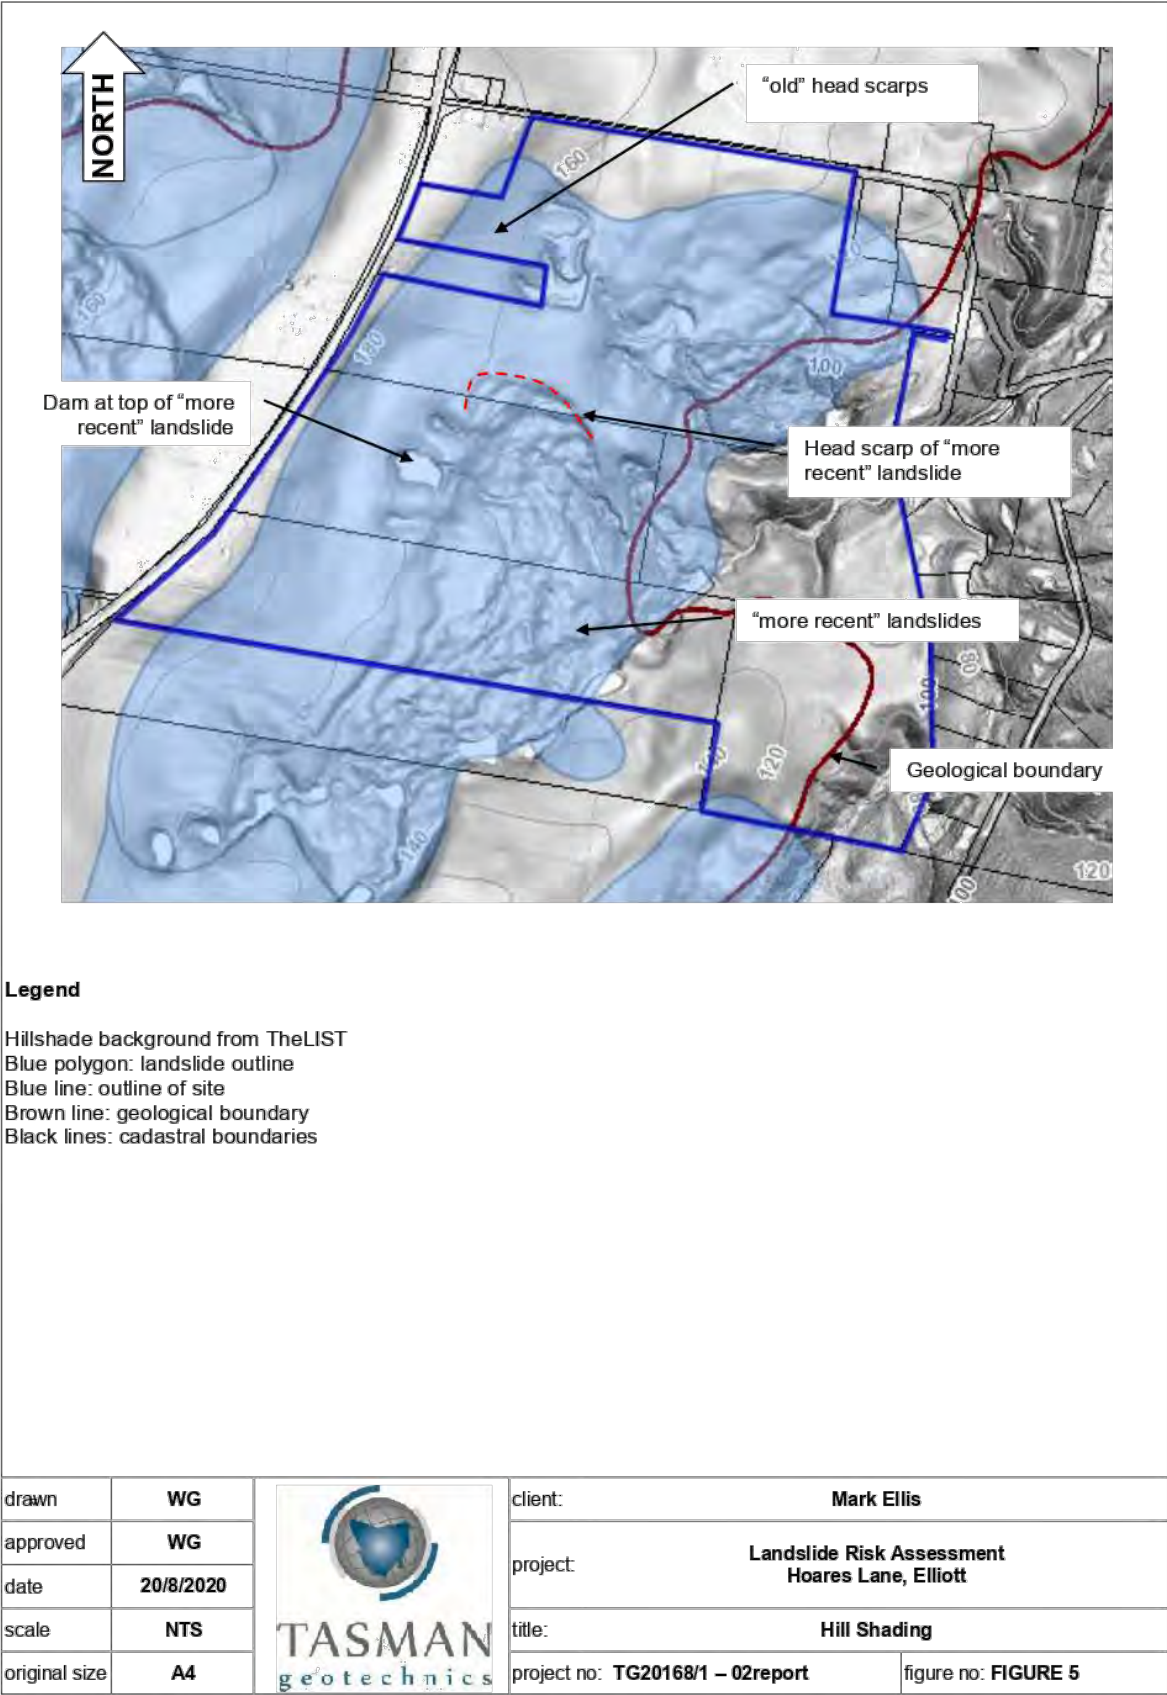 NORTH
"old" head scarps
160
160
180
100
Dam at top of "more
recent" landslide
Head scarp of "more
recent" landslide
"more recent" landslides
80
100
120
Geological boundary
140
120
100
Legend
Hillshade background from TheLIST
Blue polygon: landslide outline
Blue line: outline of site
Brown line: geological boundary
Black lines: cadastral boundaries
drawn WG
approved WG
date 20/8/2020
scale NTS
original size A4
TASMAN
geotechnics
client: Mark Ellis
project: Landslide Risk Assessment
Hoares Lane, Elliott
title: Hill Shading
project no: TG20168/1 – 02report
figure no: FIGURE 5